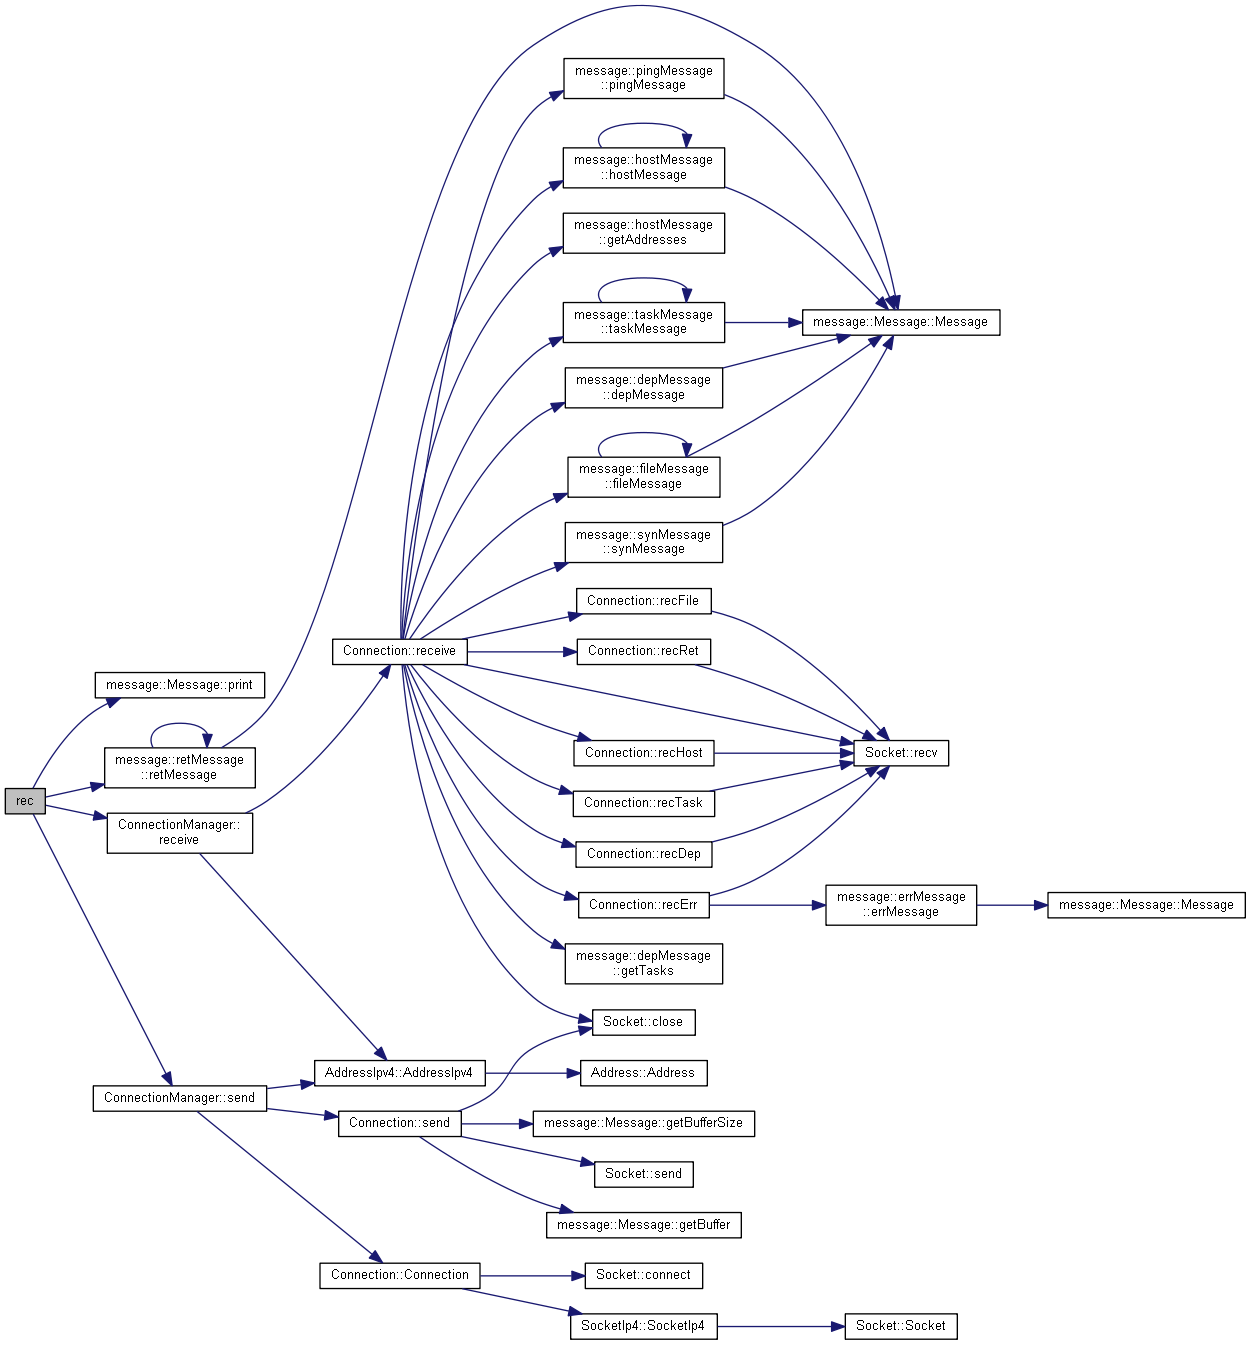 message::pingMessage
::pingMessage
message::hostMessage
::hostMessage
message::hostMessage
::getAddresses
message::taskMessage
::taskMessage
message::Message::Message
message::depMessage
::depMessage
message::fileMessage
::fileMessage
message::synMessage
::synMessage
Connection::recFile
Connection::receive
Connection::recRet
message::Message::print
message::retMessage
::retMessage
Connection::recHost
Socket::recv
rec
ConnectionManager::
receive
Connection::recTask
Connection::recDep
Connection::recErr
message::errMessage
::errMessage
message::Message::Message
message::depMessage
::getTasks
Socket::close
AddressIpv4::AddressIpv4
Address::Address
ConnectionManager::send
Connection::send
message::Message::getBufferSize
Socket::send
message::Message::getBuffer
Connection::Connection
Socket::connect
SocketIp4::SocketIp4
Socket::Socket